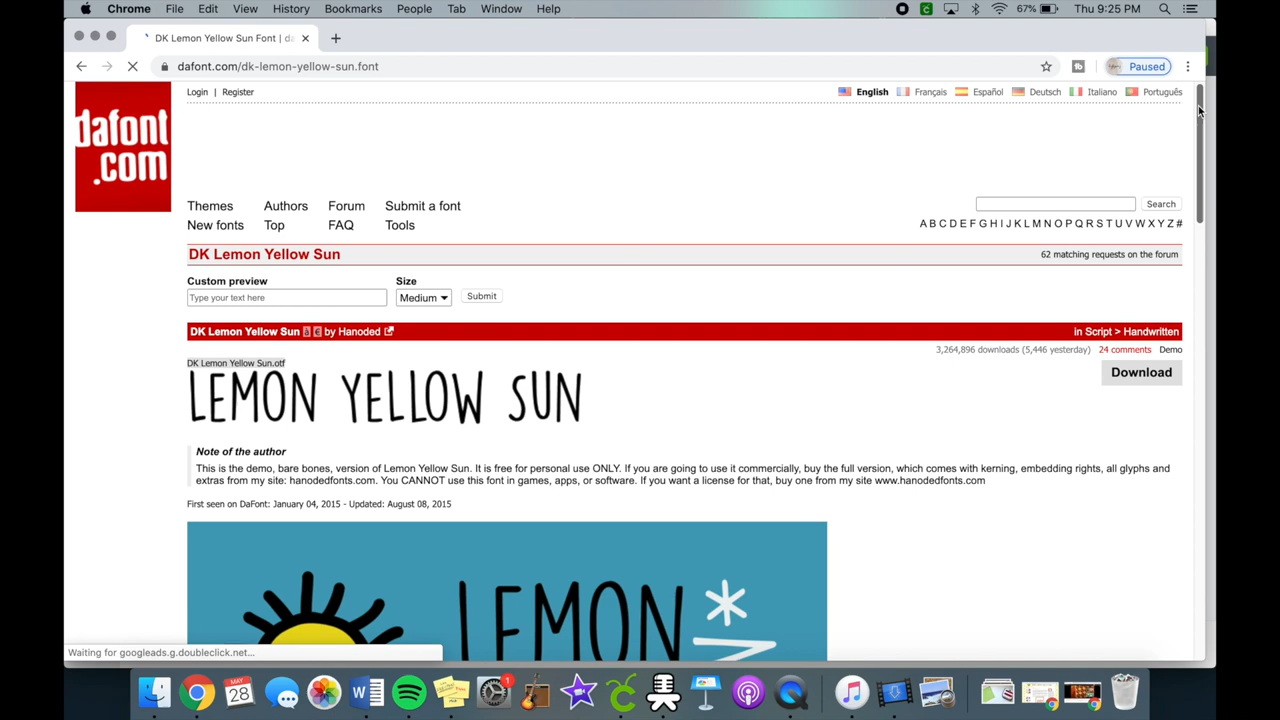 Chrome File Edit View History Bookmarks People Tab Window Help 67% Thu 9:25 PM
DK Lemon Yellow Sun Font | da
dafont.com/dk-lemon-yellow-sun.font Paused
dafont
.com
Login | Register English Français Español Deutsch Italiano Português
Themes Authors Forum Submit a font Search
New fonts Top FAQ Tools A B C D E F G H I J K L M N O P Q R S T U V W X Y Z #
DK Lemon Yellow Sun 62 matching requests on the forum
Custom preview Size
Type your text here Medium Submit
DK Lemon Yellow Sun à € by Hanoded in Script > Handwritten
3,264,896 downloads (5,446 yesterday) 24 comments Demo
DK Lemon Yellow Sun.otf
LEMON YELLOW SUN Download
Note of the author
This is the demo, bare bones, version of Lemon Yellow Sun. It is free for personal use ONLY. If you are going to use it commercially, buy the full version, which comes with kerning, embedding rights, all glyphs and
extras from my site: hanodedfonts.com. You CANNOT use this font in games, apps, or software. If you want a license for that, buy one from my site www.hanodedfonts.com
First seen on DaFont: January 04, 2015 - Updated: August 08, 2015
LEMON
Waiting for googleads.g.doubleclick.net...
MAY
28
1